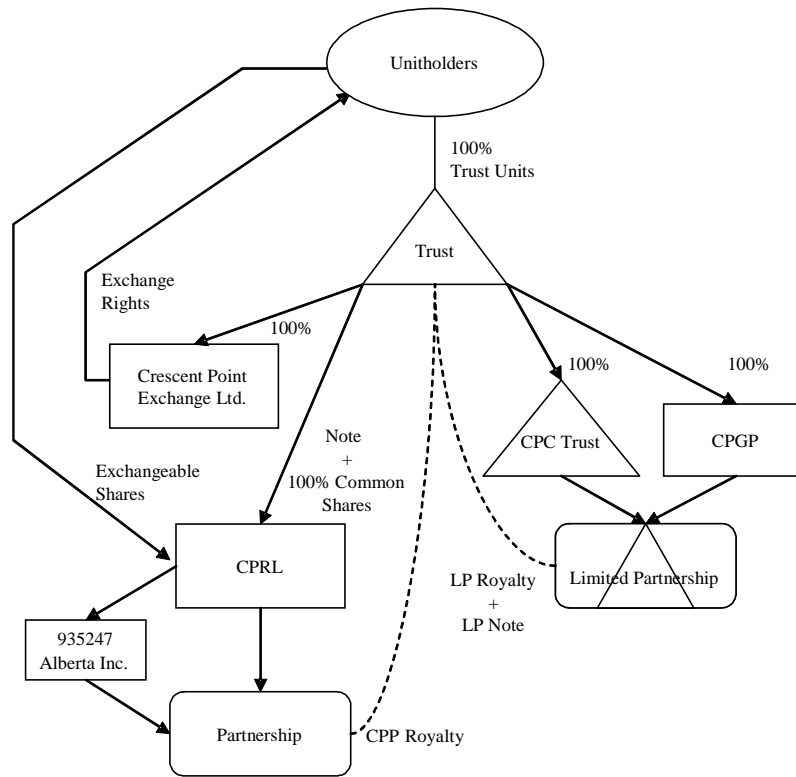 Unitholders
100%
Trust Units
Trust
Exchange
Rights
100%
Crescent Point
Exchange Ltd.
100%
100%
CPC Trust
CPGP
Note
+
100% Common
Shares
Exchangeable
Shares
CPRL
LP Royalty
+
LP Note
Limited Partnership
935247
Alberta Inc.
Partnership
CPP Royalty